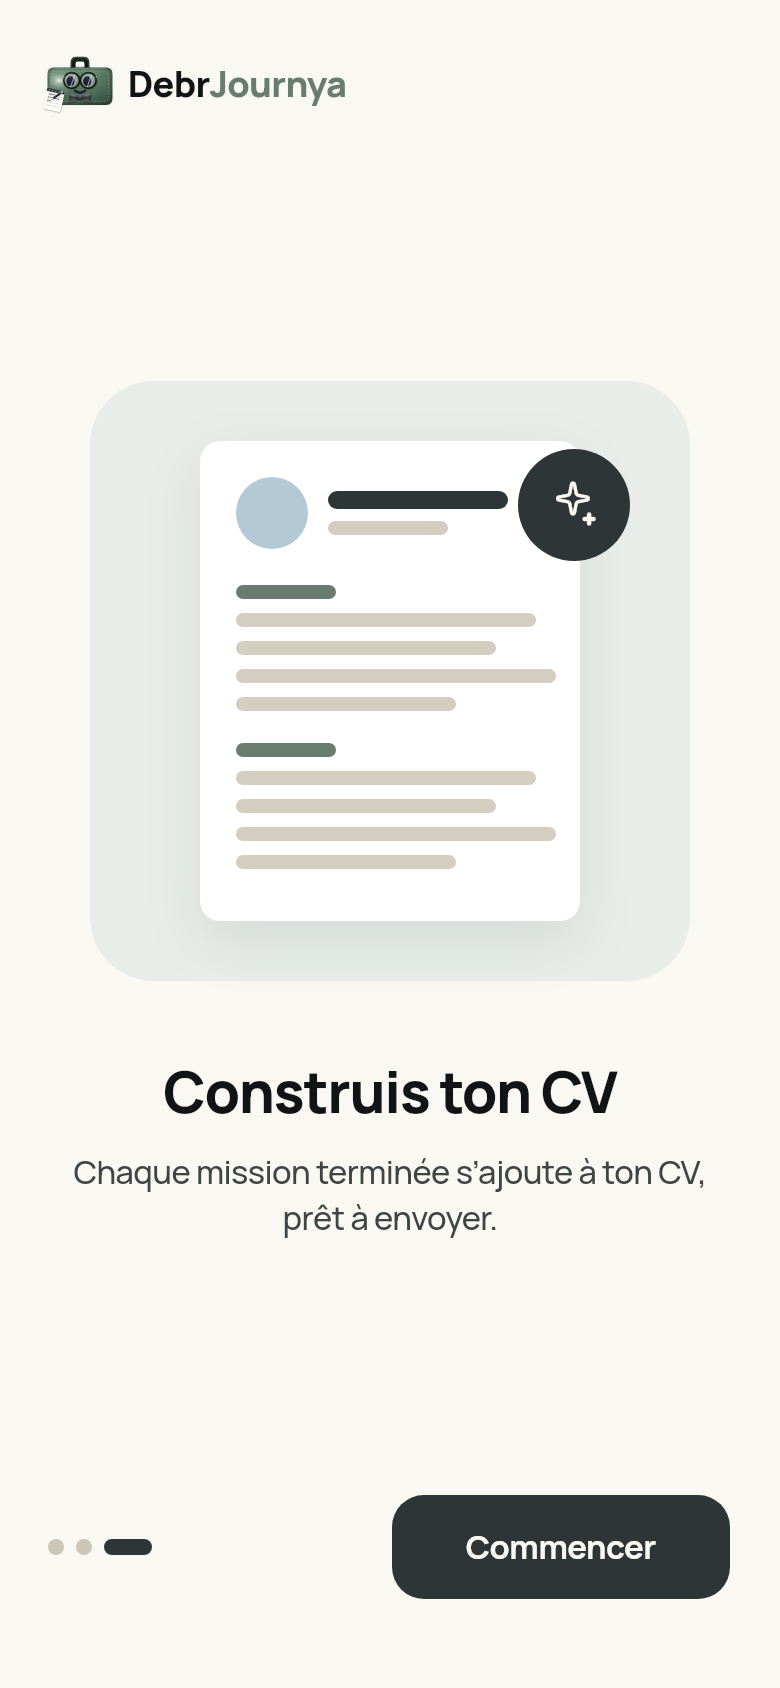 DebrJournya
Construis ton CV
Chaque mission terminée s’ajoute à ton CV,
prêt à envoyer.
Commencer